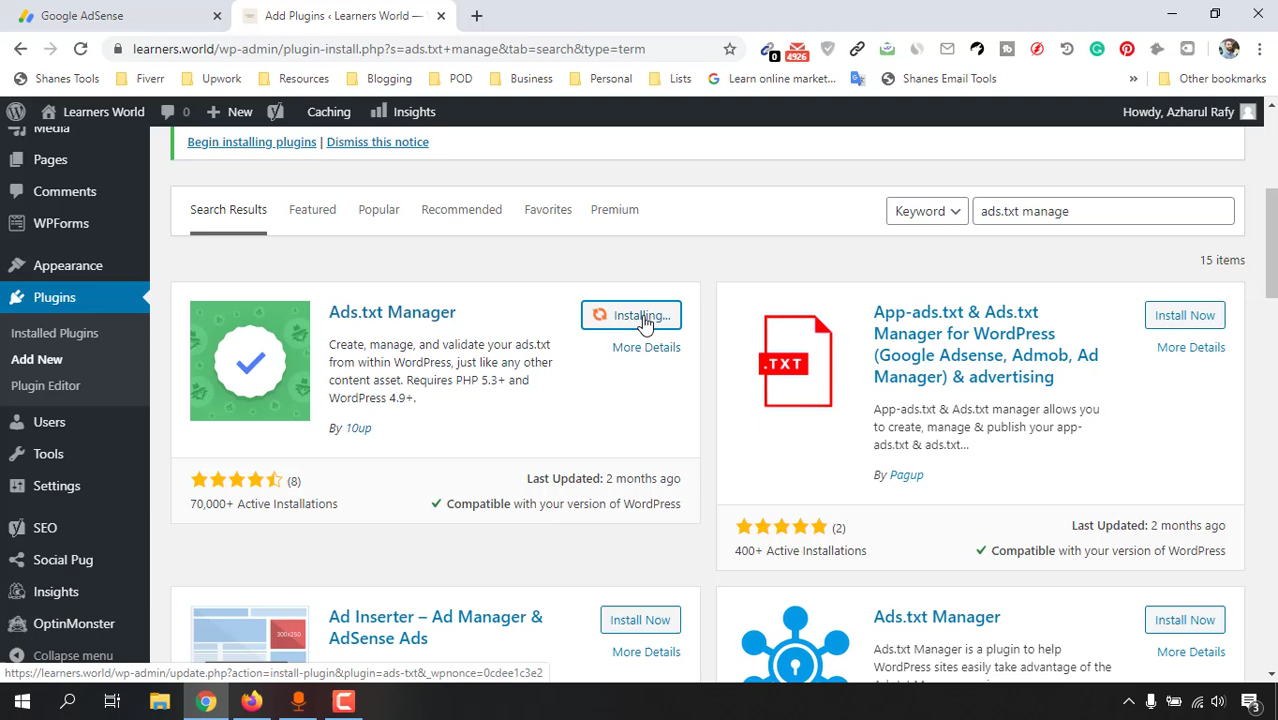 Google AdSense
Add Plugins ‹ Learners World —
learners.world/wp-admin/plugin-install.php?s=ads.txt+manage&tab=search&type=term
0
4926
Shanes Tools
Fiverr
Upwork
Resources
Blogging
POD
Business
Personal
Lists
Learn online market...
Shanes Email Tools
»
Other bookmarks
Learners World
0
New
Caching
Insights
Howdy, Azharul Rafy
Media
Pages
Comments
WPForms
Appearance
Plugins
Installed Plugins
Add New
Plugin Editor
Users
Tools
Settings
SEO
Social Pug
Insights
OptinMonster
Collapse menu
Begin installing plugins | Dismiss this notice
Search Results
Featured
Popular
Recommended
Favorites
Premium
Keyword
ads.txt manage
15 items
Ads.txt Manager
Installing...
More Details
Create, manage, and validate your ads.txt
from within WordPress, just like any other
content asset. Requires PHP 5.3+ and
WordPress 4.9+.
By 10up
(8)
70,000+ Active Installations
Last Updated: 2 months ago
Compatible with your version of WordPress
.TXT
App-ads.txt & Ads.txt
Manager for WordPress
(Google Adsense, Admob, Ad
Manager) & advertising
Install Now
More Details
App-ads.txt & Ads.txt manager allows you
to create, manage & publish your app-
ads.txt & ads.txt...
By Pagup
(2)
400+ Active Installations
Last Updated: 2 months ago
Compatible with your version of WordPress
300x250
Ad Inserter – Ad Manager &
AdSense Ads
Install Now
More Details
Ads.txt Manager
Install Now
More Details
Ads.txt Manager is a plugin to help
WordPress sites easily take advantage of the
https://learners.world/wp-admin/update.php?action=install-plugin&plugin=ads-txt&_wpnonce=0cdee1c3e2
3